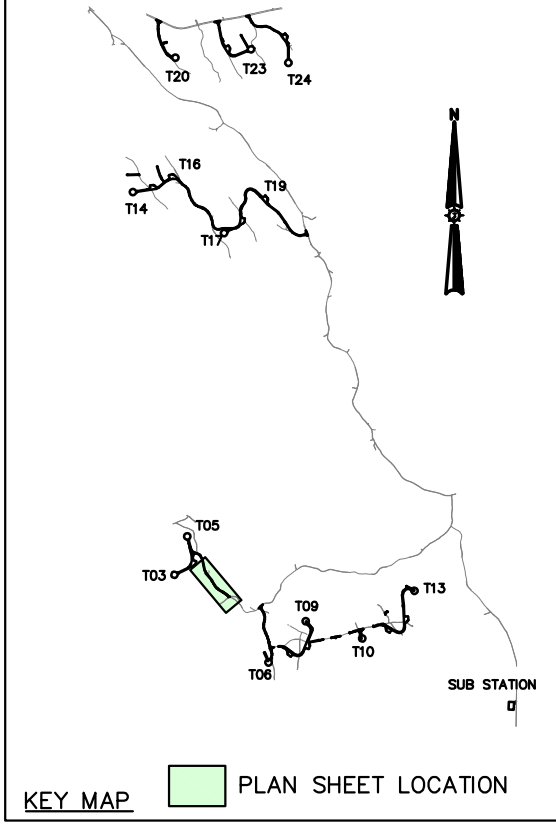 T20
T23
T24
N
T16
T14
T19
T17
T05
T03
T09
T13
T10
T06
SUB STATION
KEY MAP
PLAN SHEET LOCATION